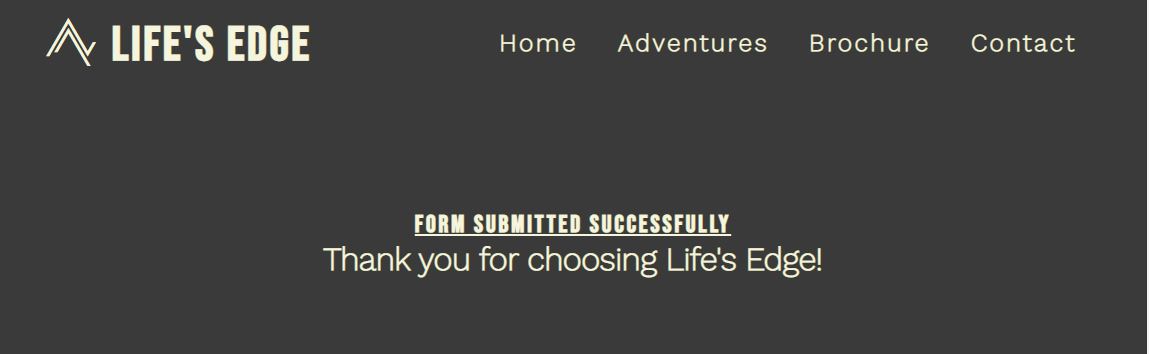 LIFE'S EDGE Home Adventures Brochure Contact
FORM SUBMITTED SUCCESSFULLY
Thank you for choosing Life's Edge!